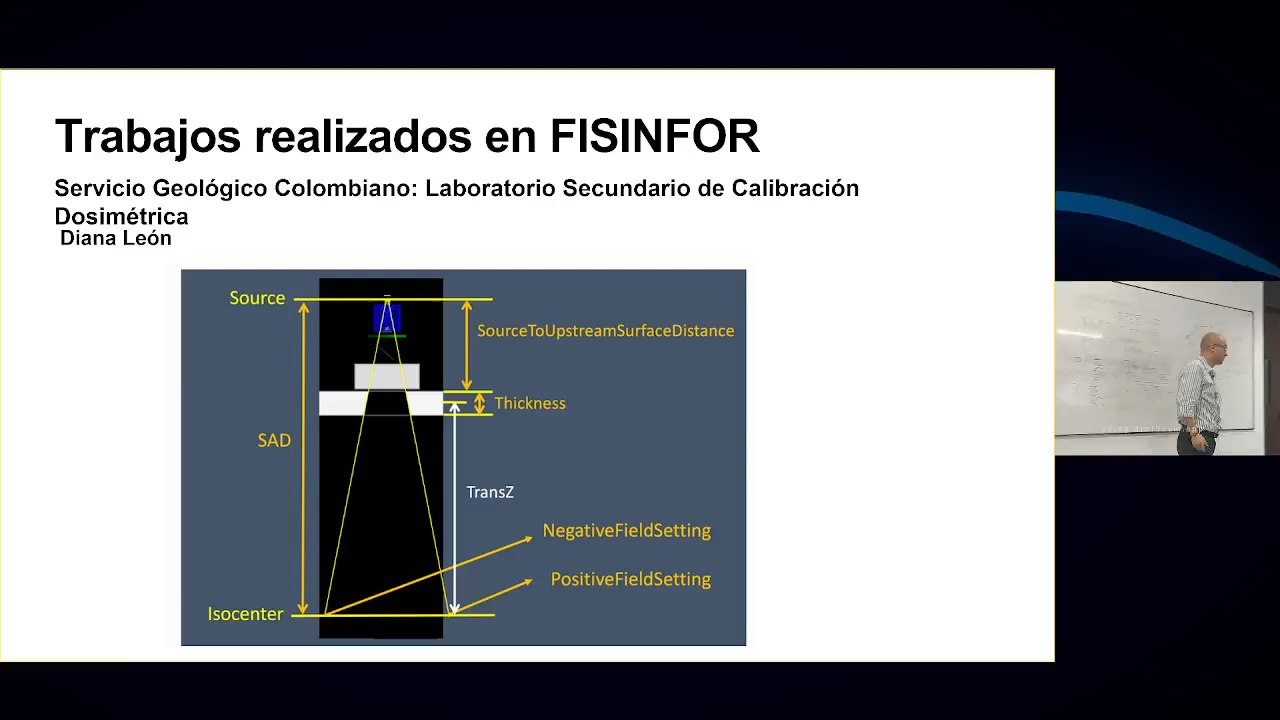 Trabajos realizados en FISINFOR
Servicio Geológico Colombiano: Laboratorio Secundario de Calibración
Dosimétrica
Diana León
Source
SourceToUpstreamSurfaceDistance
Thickness
SAD
TransZ
NegativeFieldSetting
PositiveFieldSetting
Isocenter